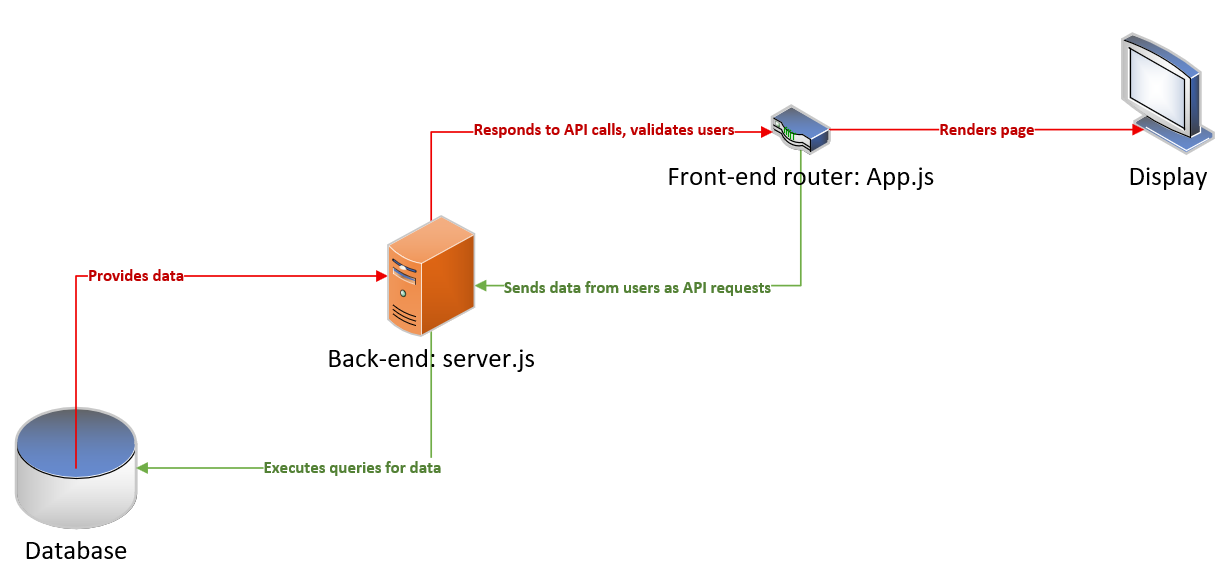 Responds to API calls, validates users
Renders page
Front-end router: App.js
Display
Provides data
Sends data from users as API requests
Back-end: server.js
Executes queries for data
Database